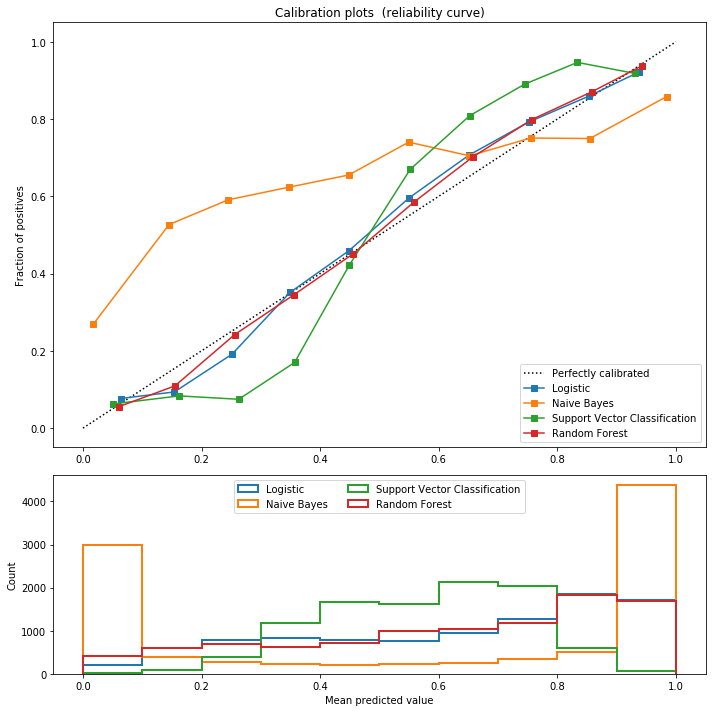 Calibration plots (reliability curve)
Fraction of positives
1.0
0.8
0.6
0.4
0.2
0.0
Perfectly calibrated
Logistic
Naive Bayes
Support Vector Classification
Random Forest
0.0 0.2 0.4 0.6 0.8 1.0
Count
4000
3000
2000
1000
0
Logistic Support Vector Classification
Naive Bayes Random Forest
0.0 0.2 0.4 0.6 0.8 1.0
Mean predicted value